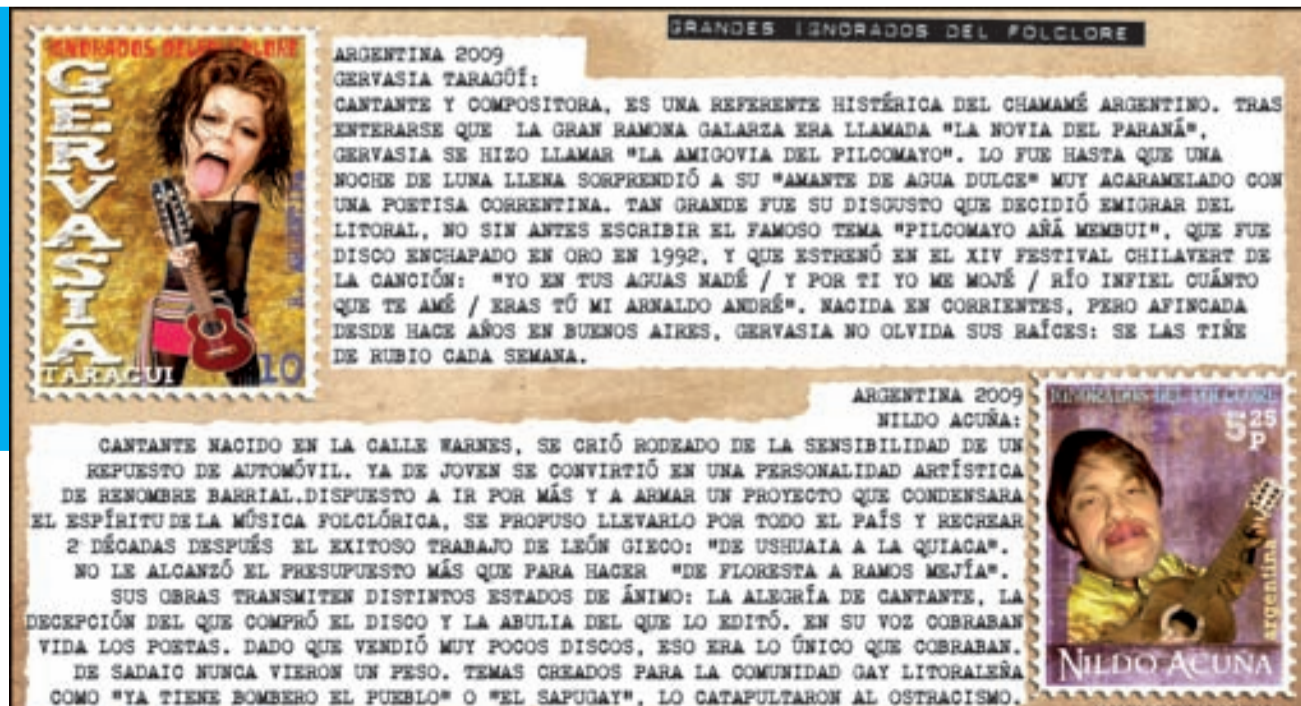 GRANDES IGNORADOS DEL FOLCLORE
IGNORADOS DEL FOLCLORE
GERVASIA
TARAGUI
10
ARGENTINA 2009
GERVASIA TARAGÜÍ:
CANTANTE Y COMPOSITORA, ES UNA REFERENTE HISTÉRICA DEL CHAMAMÉ ARGENTINO. TRAS
ENTERARSE QUE LA GRAN RAMONA GALARZA ERA LLAMADA "LA NOVIA DEL PARANÁ",
GERVASIA SE HIZO LLAMAR "LA AMIGOVIA DEL PILCOMAYO". LO FUE HASTA QUE UNA
NOCHE DE LUNA LLENA SORPRENDIÓ A SU "AMANTE DE AGUA DULCE" MUY ACARAMELADO CON
UNA POETISA CORRENTINA. TAN GRANDE FUE SU DISGUSTO QUE DECIDIÓ EMIGRAR DEL
LITORAL, NO SIN ANTES ESCRIBIR EL FAMOSO TEMA "PILCOMAYO AÑÁ MEMBUI", QUE FUE
DISCO ENCHAPADO EN ORO EN 1992, Y QUE ESTRENÓ EN EL XIV FESTIVAL CHILAVERT DE
LA CANCIÓN: "YO EN TUS AGUAS NADÉ / Y POR TI YO ME MOJÉ / RÍO INFIEL CUÁNTO
QUE TE AMÉ / ERAS TÚ MI ARNALDO ANDRÉ". NACIDA EN CORRIENTES, PERO AFINCADA
DESDE HACE AÑOS EN BUENOS AIRES, GERVASIA NO OLVIDA SUS RAÍCES: SE LAS TIÑE
DE RUBIO CADA SEMANA.
ARGENTINA 2009
NILDO ACUÑA:
CANTANTE NACIDO EN LA CALLE WARNES, SE CRIÓ RODEADO DE LA SENSIBILIDAD DE UN
REPUESTO DE AUTOMÓVIL. YA DE JOVEN SE CONVIRTIÓ EN UNA PERSONALIDAD ARTÍSTICA
DE RENOMBRE BARRIAL.DISPUESTO A IR POR MÁS Y A ARMAR UN PROYECTO QUE CONDENSARA
EL ESPÍRITU DE LA MÚSICA FOLCLÓRICA, SE PROPUSO LLEVARLO POR TODO EL PAÍS Y RECREAR
2 DÉCADAS DESPUÉS EL EXITOSO TRABAJO DE LEÓN GIECO: "DE USHUAIA A LA QUIACA".
NO LE ALCANZÓ EL PRESUPUESTO MÁS QUE PARA HACER "DE FLORESTA A RAMOS MEJÍA".
SUS OBRAS TRANSMITEN DISTINTOS ESTADOS DE ÁNIMO: LA ALEGRÍA DE CANTANTE, LA
DECEPCIÓN DEL QUE COMPRÓ EL DISCO Y LA ABULIA DEL QUE LO EDITÓ. EN SU VOZ COBRABAN
VIDA LOS POETAS. DADO QUE VENDIÓ MUY POCOS DISCOS, ESO ERA LO ÚNICO QUE COBRABAN.
DE SADAIC NUNCA VIERON UN PESO. TEMAS CREADOS PARA LA COMUNIDAD GAY LITORALEÑA
COMO "YA TIENE BOMBERO EL PUEBLO" O "EL SAPUGAY", LO CATAPULTARON AL OSTRACISMO.
IGNORADOS DEL FOLCLORE
5 25 P
argentina
NILDO ACUÑA